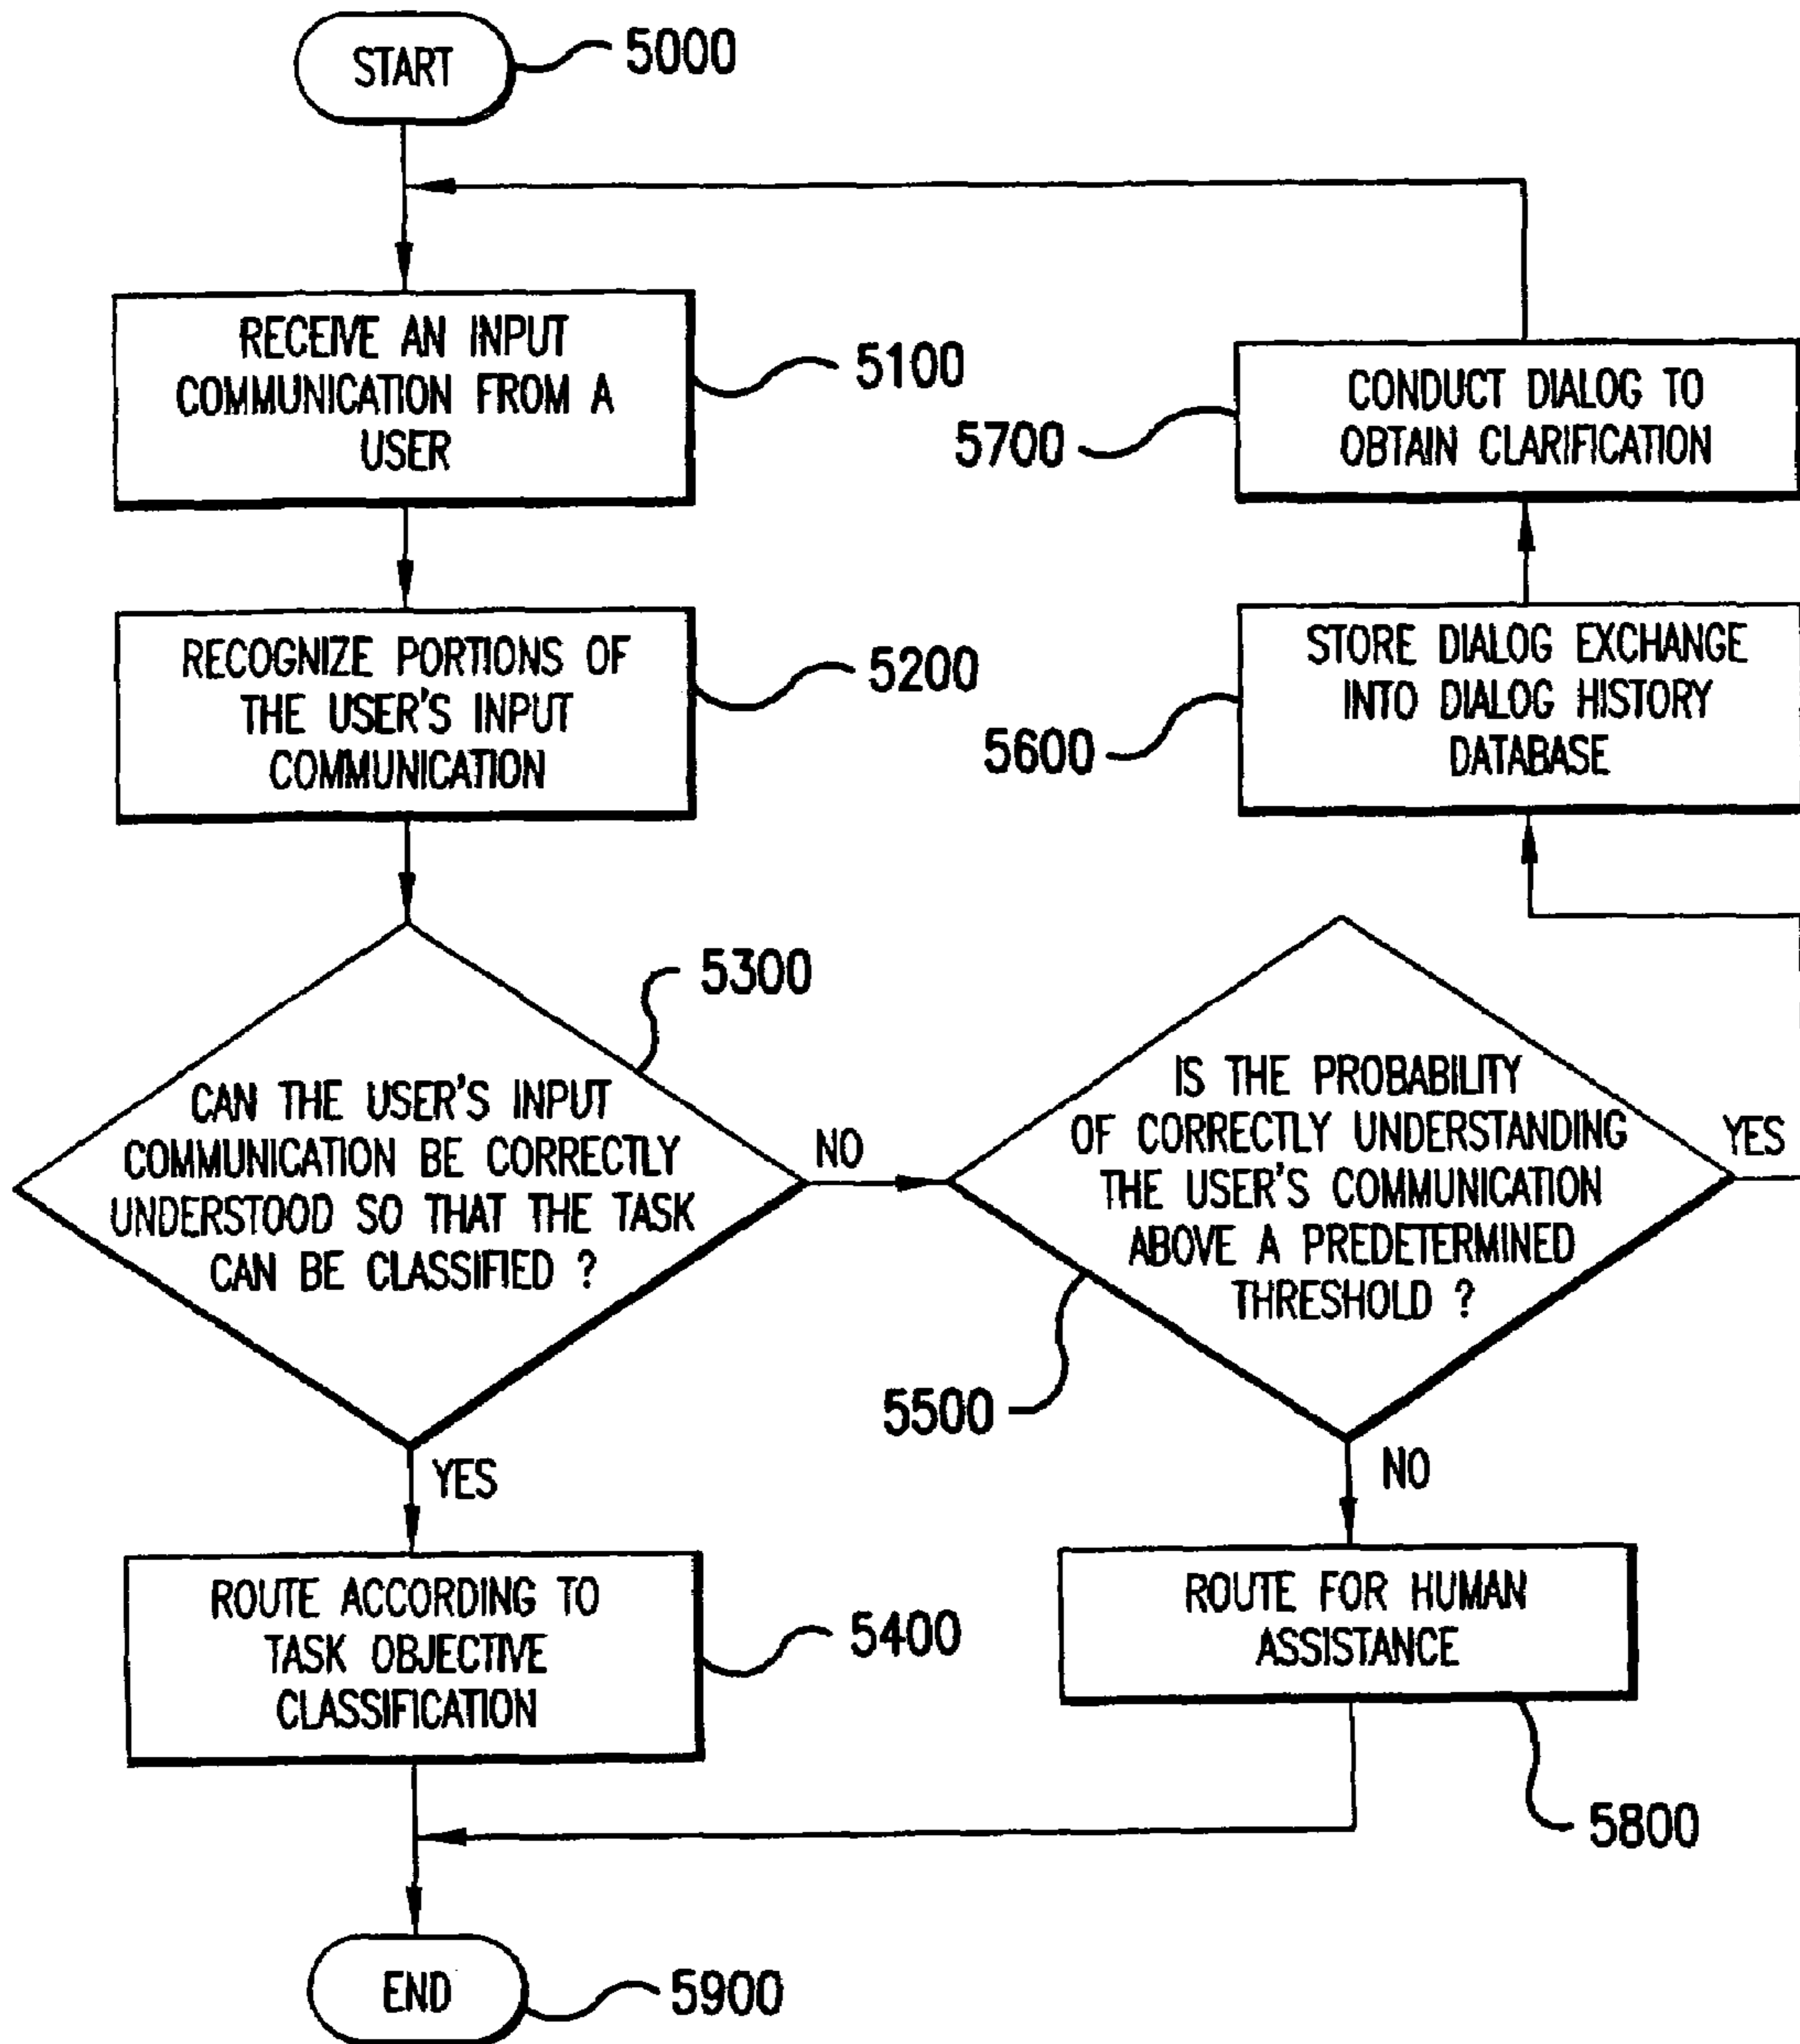 START
5000
RECEIVE AN INPUT
COMMUNICATION FROM A
USER
5100
RECOGNIZE PORTIONS OF
THE USER'S INPUT
COMMUNICATION
5200
CAN THE USER'S INPUT
COMMUNICATION BE CORRECTLY
UNDERSTOOD SO THAT THE TASK
CAN BE CLASSIFIED ?
5300
NO
YES
ROUTE ACCORDING TO
TASK OBJECTIVE
CLASSIFICATION
5400
IS THE PROBABILITY
OF CORRECTLY UNDERSTANDING
THE USER'S COMMUNICATION
ABOVE A PREDETERMINED
THRESHOLD ?
5500
YES
NO
STORE DIALOG EXCHANGE
INTO DIALOG HISTORY
DATABASE
5600
CONDUCT DIALOG TO
OBTAIN CLARIFICATION
5700
ROUTE FOR HUMAN
ASSISTANCE
5800
END
5900